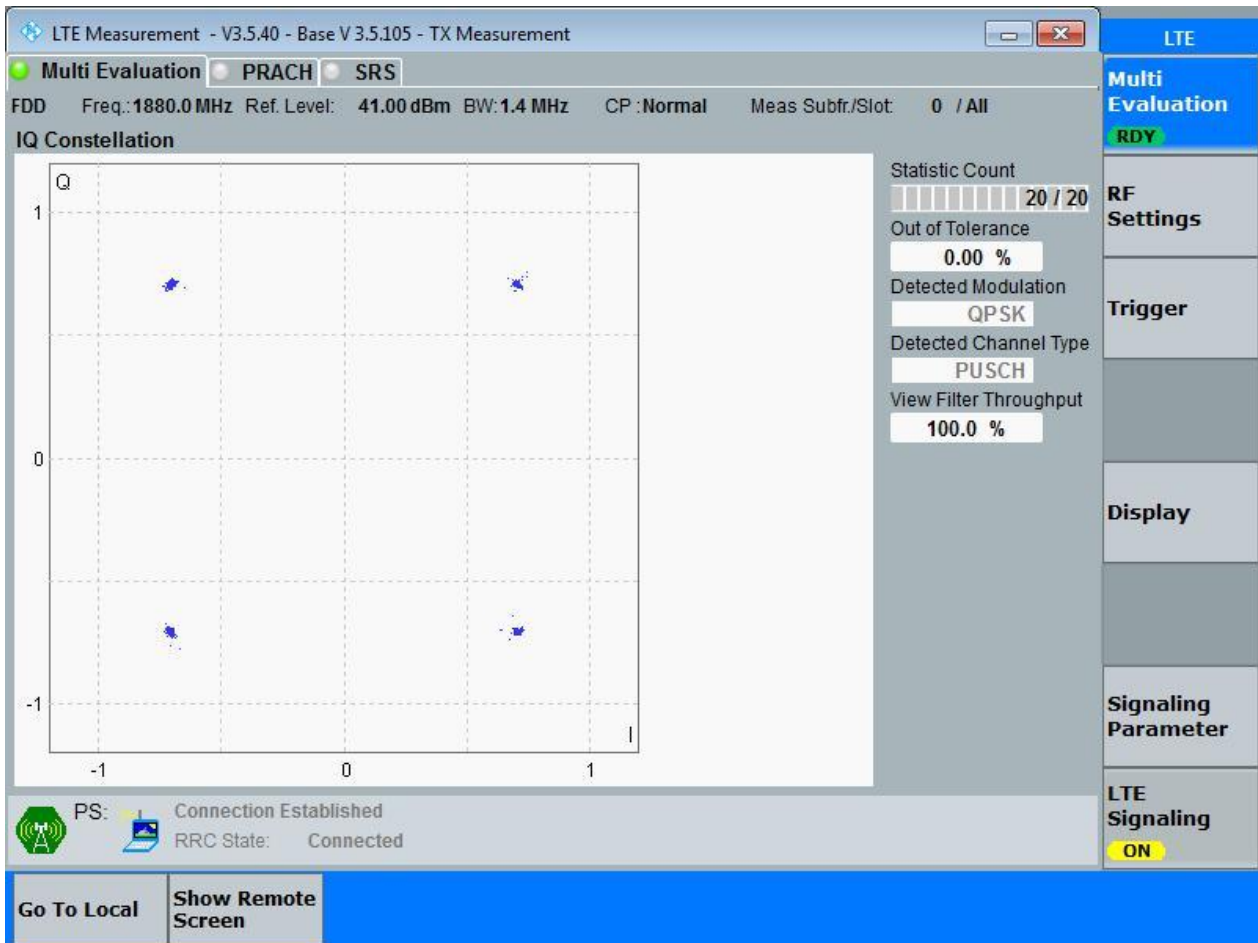 LTE Measurement - V3.5.40 - Base V 3.5.105 - TX Measurement
LTE
Multi Evaluation PRACH SRS
FDD Freq.: 1880.0 MHz Ref. Level: 41.00 dBm BW: 1.4 MHz CP : Normal Meas Subfr./Slot: 0 / All
IQ Constellation
Q
1
0
-1
I
-1 0 1
Statistic Count
20 / 20
Out of Tolerance
0.00 %
Detected Modulation
QPSK
Detected Channel Type
PUSCH
View Filter Throughput
100.0 %
Multi
Evaluation
RDY
RF
Settings
Trigger
Display
Signaling
Parameter
LTE
Signaling
ON
PS: Connection Established
RRC State: Connected
Go To Local
Show Remote
Screen